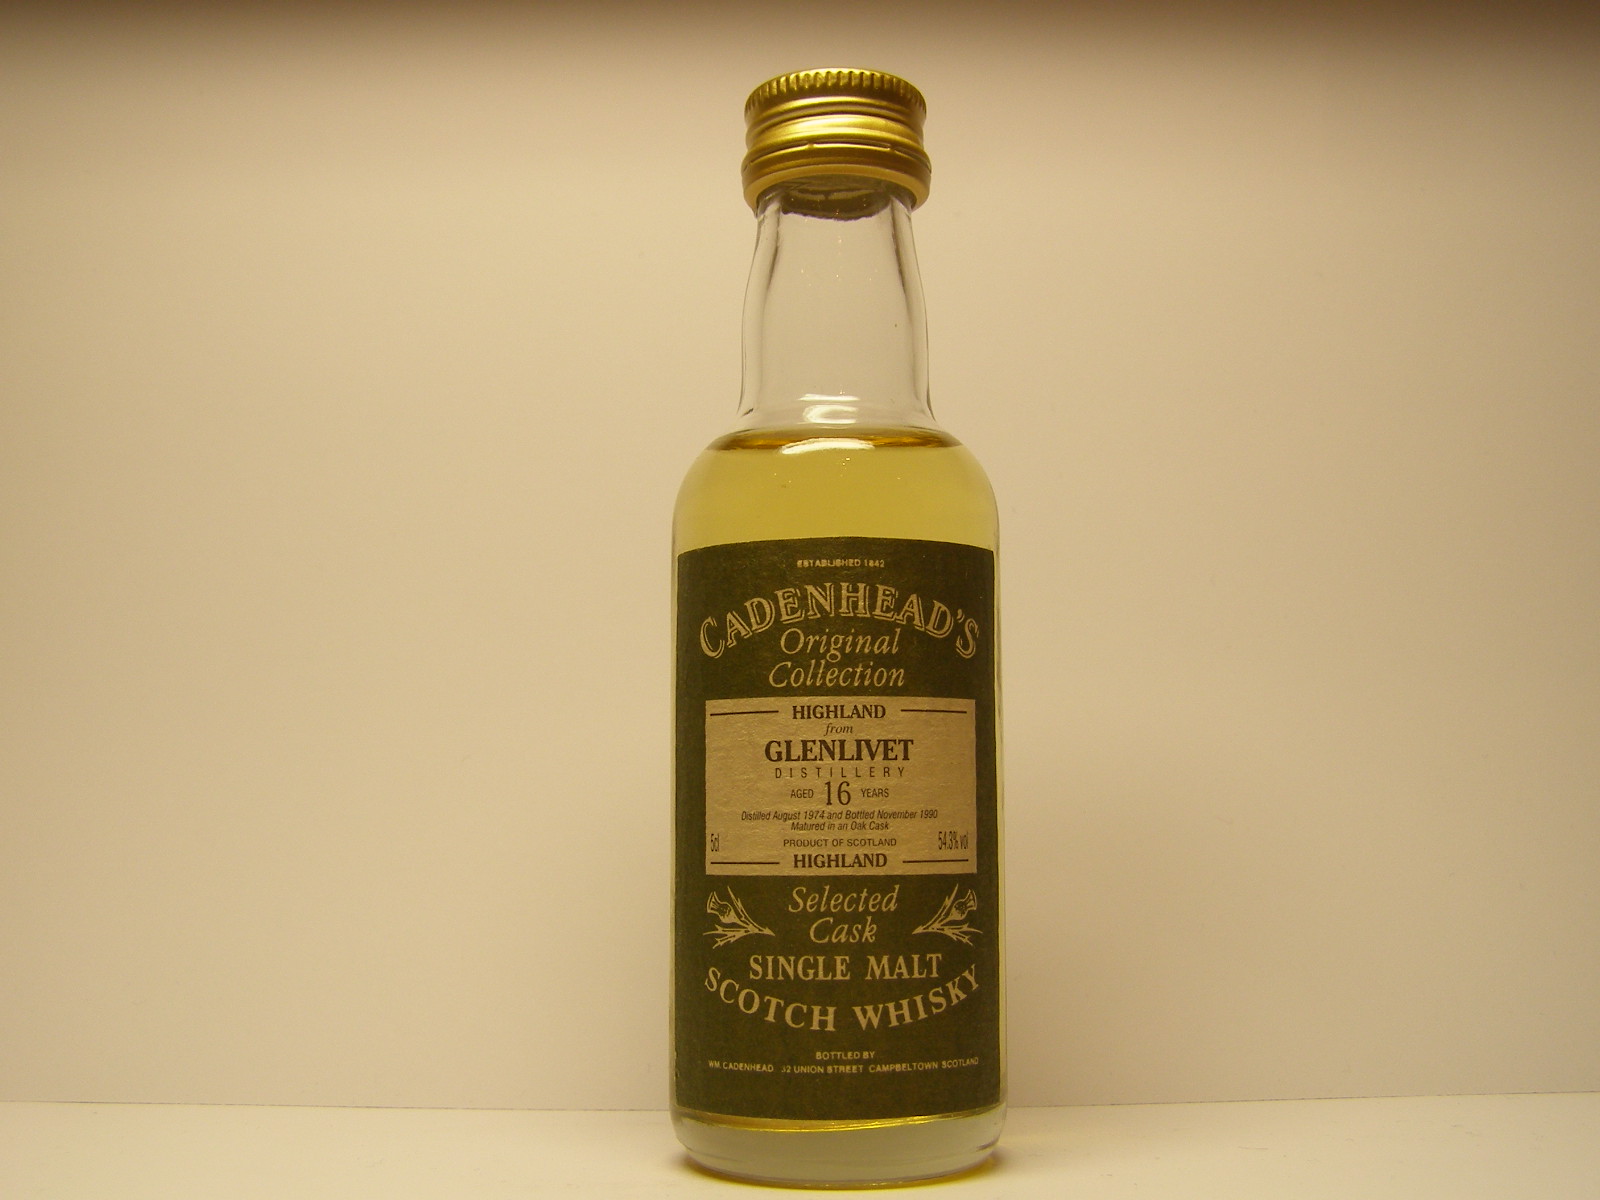 ESTABLISHED 1842
CADENHEAD'S
Original
Collection
HIGHLAND
from
GLENLIVET
DISTILLERY
AGED 16 YEARS
Distilled August 1974 and Bottled November 1990
Matured in an Oak Cask
5cl PRODUCT OF SCOTLAND 54.3% vol
HIGHLAND
Selected
Cask
SINGLE MALT
SCOTCH WHISKY
BOTTLED BY
WM. CADENHEAD 32 UNION STREET CAMPBELTOWN SCOTLAND